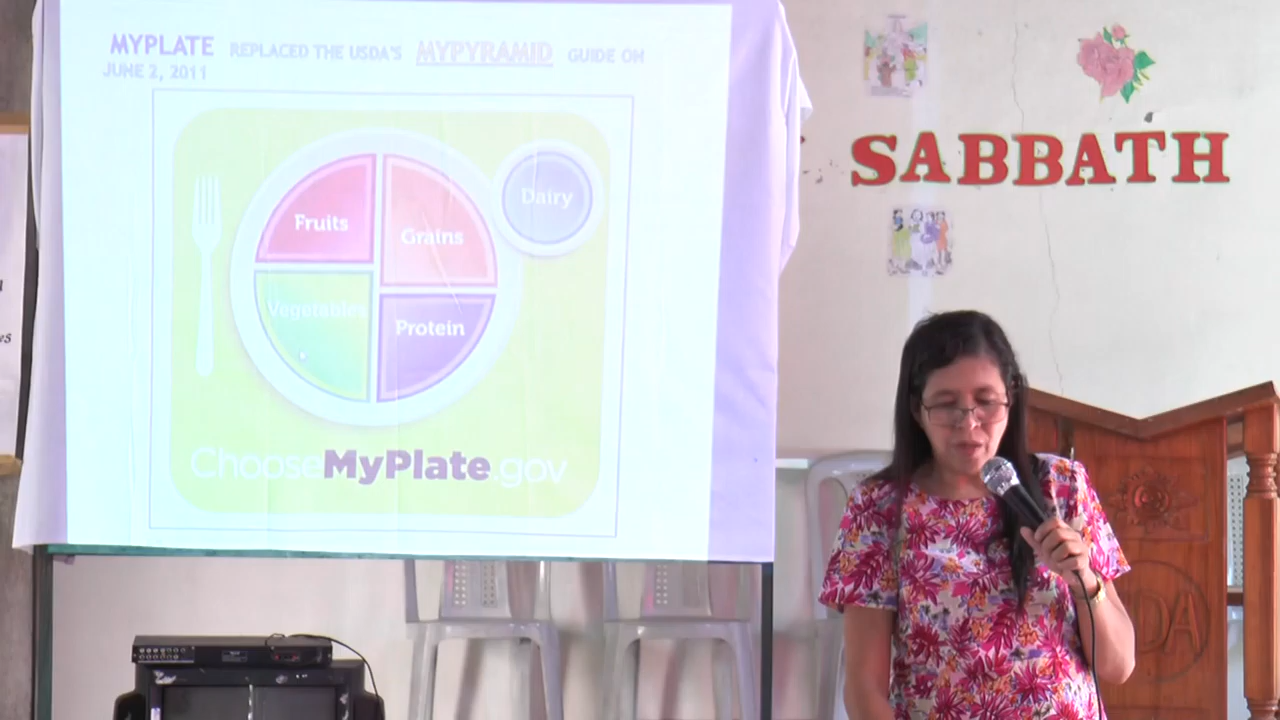 MYPLATE REPLACED THE USDA'S MYPYRAMID GUIDE ON
JUNE 2, 2011
Fruits
Grains
Dairy
Vegetables
Protein
ChooseMyPlate.gov
SABBATH